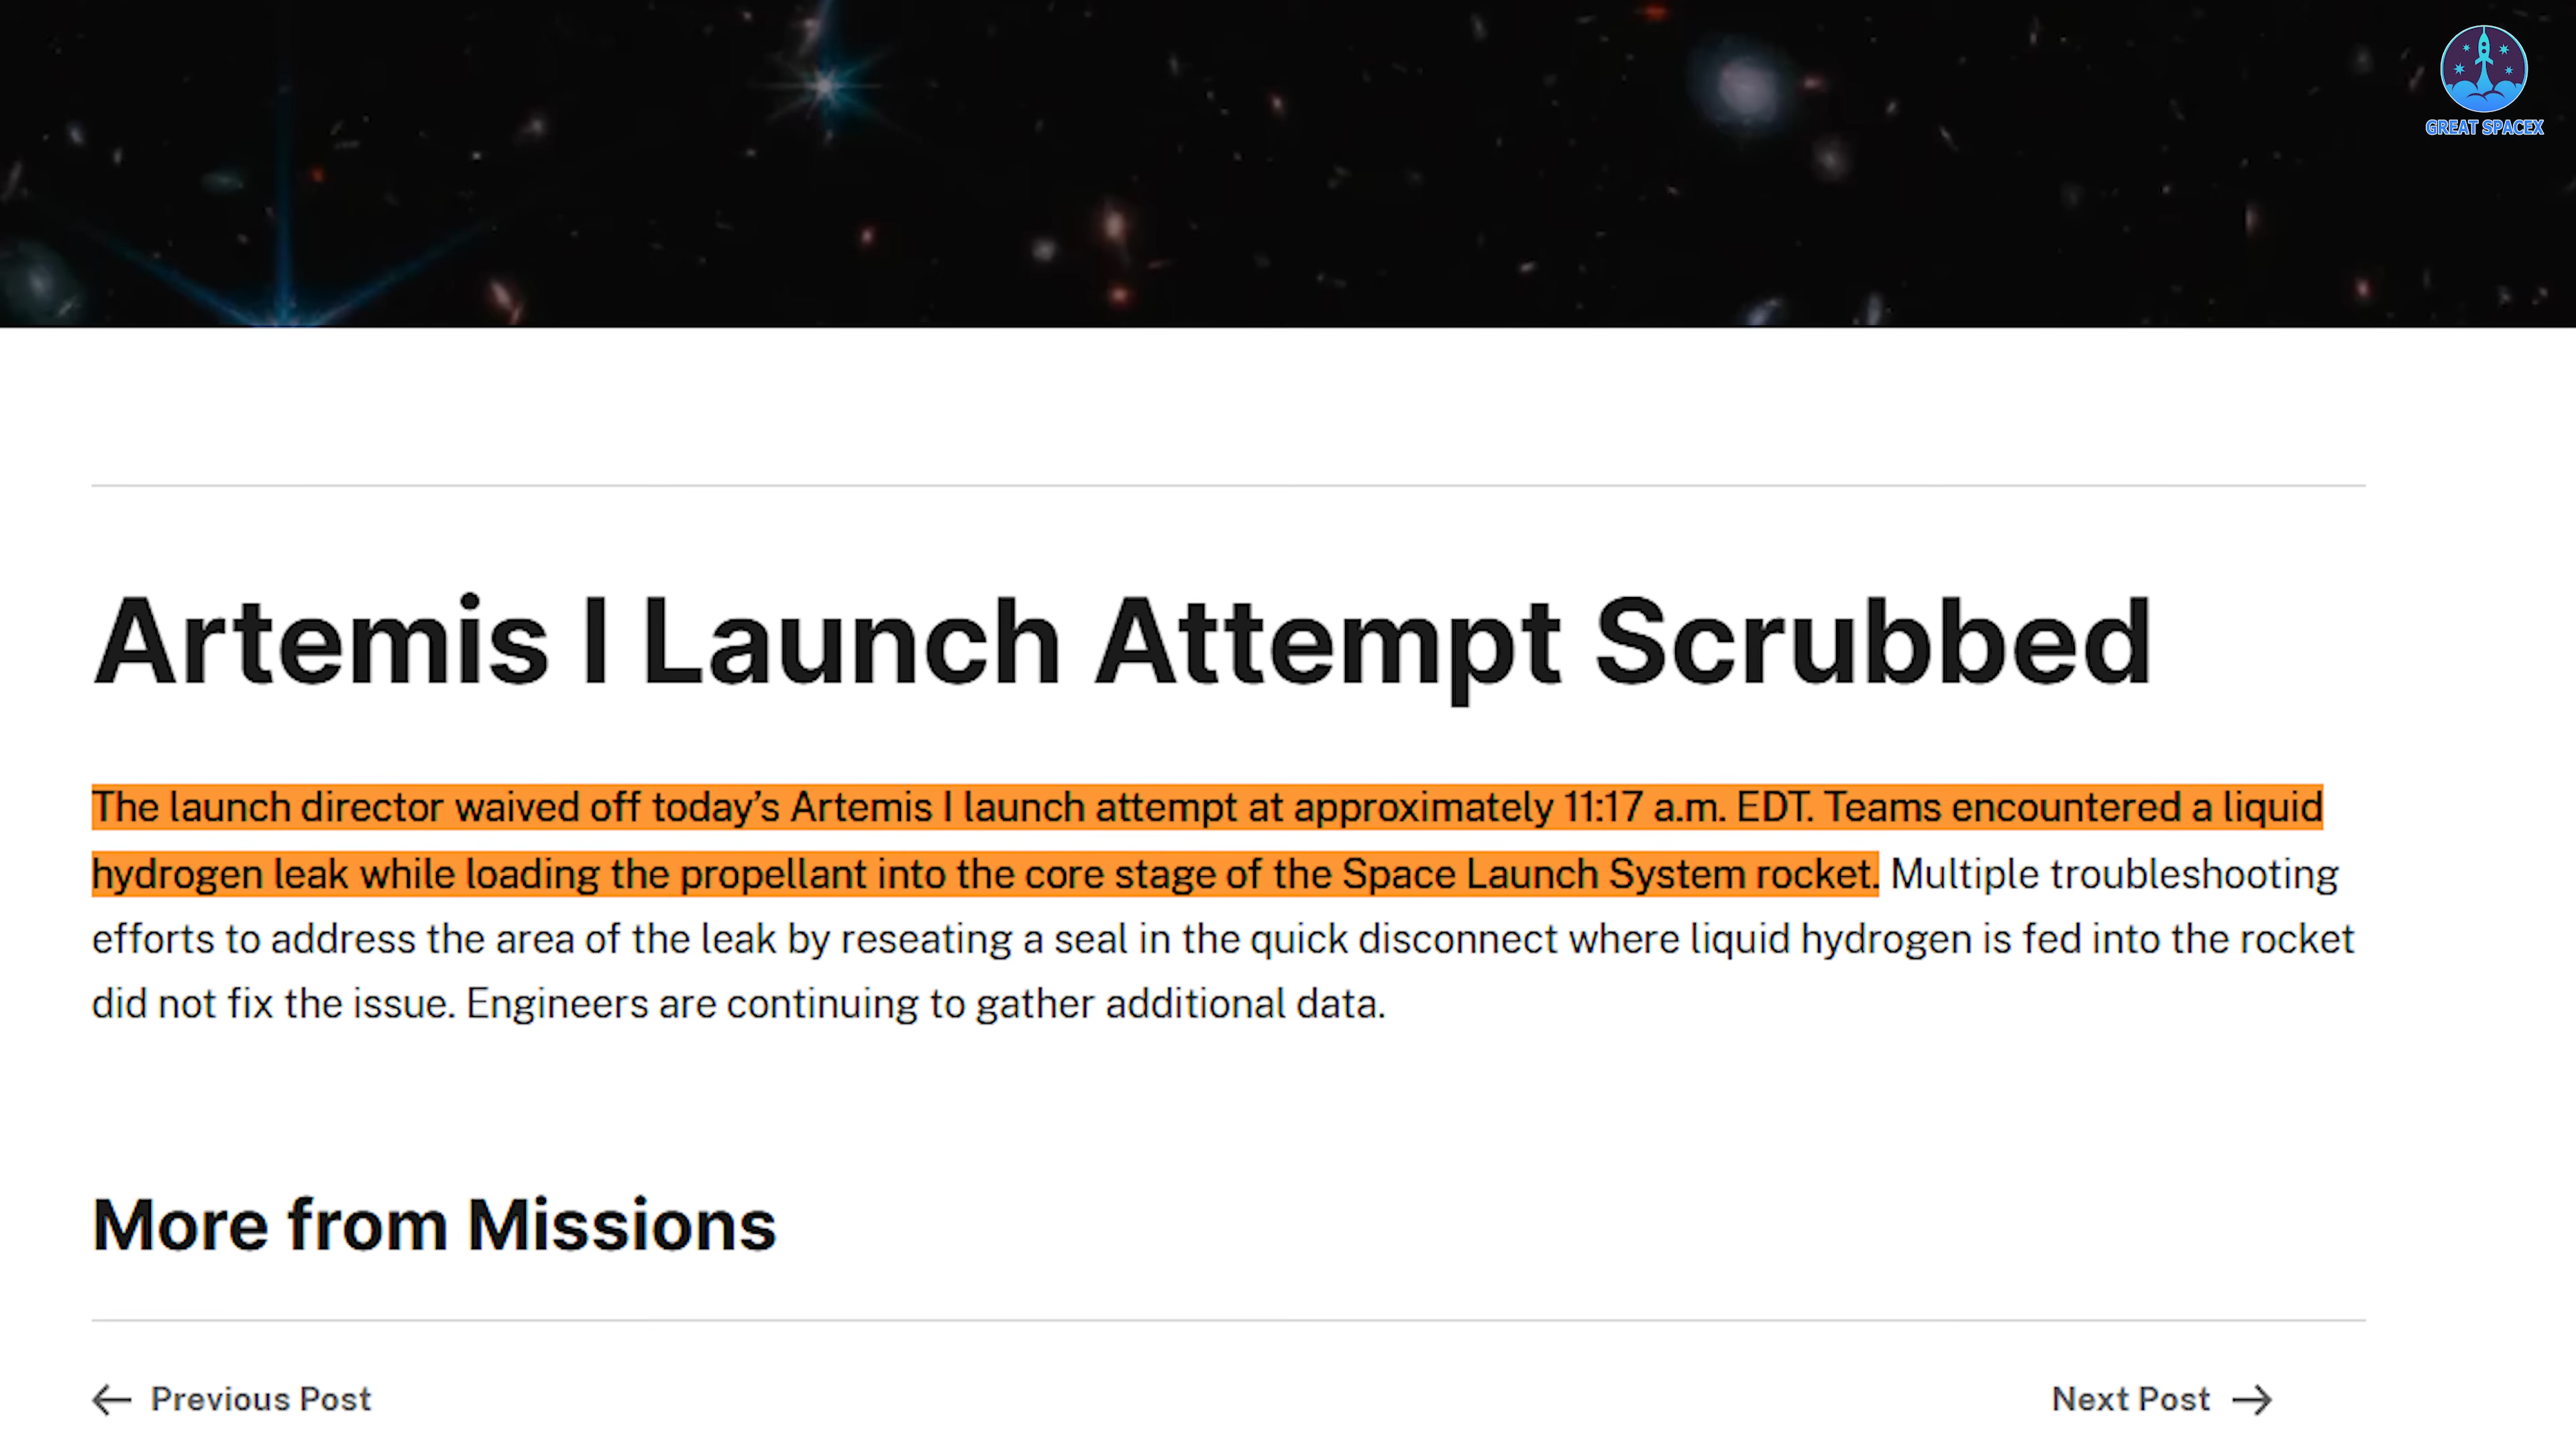 GREAT SPACEX
Artemis I Launch Attempt Scrubbed
The launch director waived off today’s Artemis I launch attempt at approximately 11:17 a.m. EDT. Teams encountered a liquid
hydrogen leak while loading the propellant into the core stage of the Space Launch System rocket. Multiple troubleshooting
efforts to address the area of the leak by reseating a seal in the quick disconnect where liquid hydrogen is fed into the rocket
did not fix the issue. Engineers are continuing to gather additional data.
More from Missions
← Previous Post
Next Post →